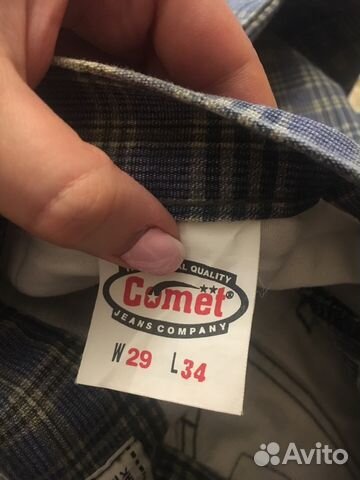 QUALITY
Comet®
JEANS COMPANY
W 29 L 34
Avito